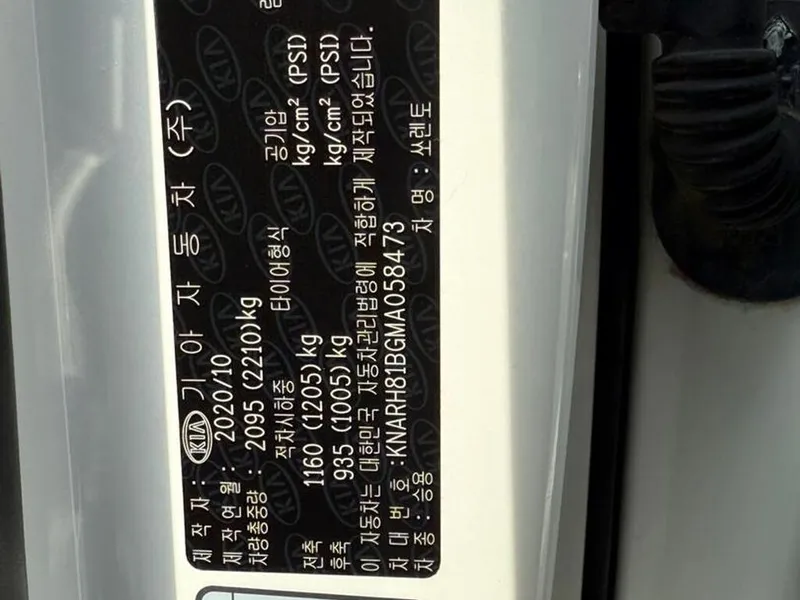 제 작 자 : KIA 기 아 자 동 차 (주)
제 작 연 월 : 2020/10
차량총중량 : 2095 (2210)kg
적차시하중 타이어형식 공기압
전축 1160 (1205)kg kg/cm² (PSI)
후축 935 (1005)kg kg/cm² (PSI)
이 자동차는 대한민국 자동차관리법령에 적합하게 제작되었습니다.
차 대 번 호 :KNARH81BGMA058473
차 종 : 승용 차 명 : 쏘렌토